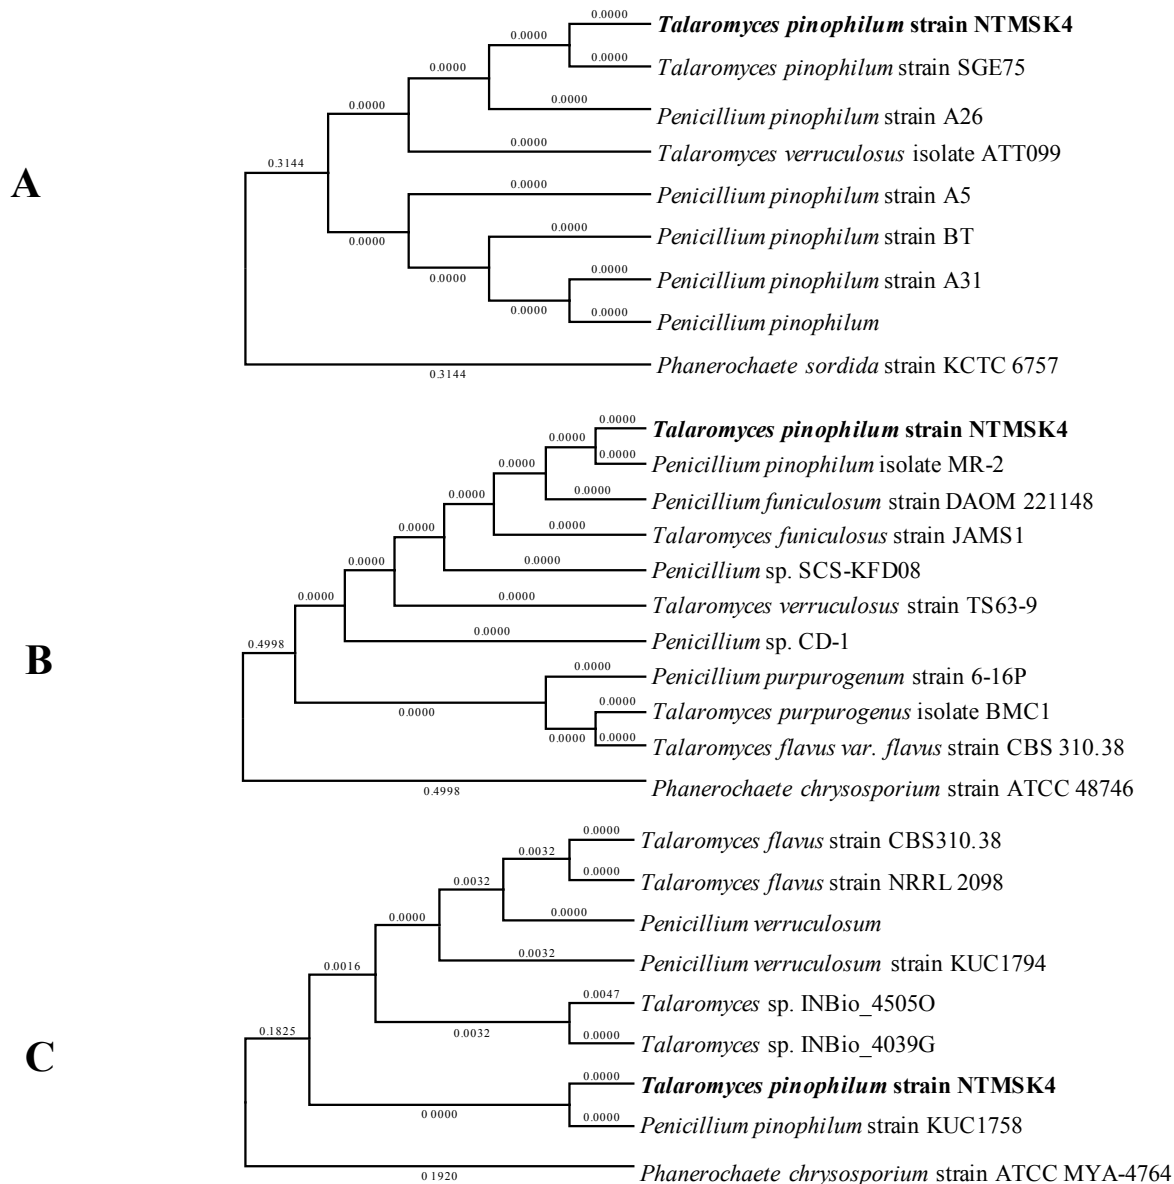 0.0000
Talaromyces pinophilum strain NTMSK4
0.0000
0.0000
Talaromyces pinophilum strain SGE75
0.0000
0.0000
0.0000
Penicillium pinophilum strain A26
0.0000
0.0000
Talaromyces verruculosus isolate ATT099
0.3144
A
0.0000
Penicillium pinophilum strain A5
0.0000
0.0000
Penicillium pinophilum strain BT
0.0000
0.0000
Penicillium pinophilum strain A31
0.0000
0.0000
Penicillium pinophilum
Phanerochaete sordida strain KCTC 6757
0.3144
0.0000
Talaromyces pinophilum strain NTMSK4
0.0000
0.0000
Penicillium pinophilum isolate MR-2
0.0000
0.0000
Penicillium funiculosum strain DAOM 221148
0.0000
0.0000
Talaromyces funiculosus strain JAMS1
0.0000
0.0000
Penicillium sp. SCS-KFD08
0.0000
0.0000
Talaromyces verruculosus strain TS63-9
0.0000
0.0000
Penicillium sp. CD-1
0.4998
B
0.0000
Penicillium purpurogenum strain 6-16P
0.0000
0.0000
Talaromyces purpurogenus isolate BMC1
0.0000
0.0000
Talaromyces flavus var. flavus strain CBS 310.38
Phanerochaete chrysosporium strain ATCC 48746
0.4998
0.0000
Talaromyces flavus strain CBS310.38
0.0032
0.0000
Talaromyces flavus strain NRRL 2098
0.0032
0.0000
Penicillium verruculosum
0.0000
0.0032
Penicillium verruculosum strain KUC1794
0.0016
0.0047
Talaromyces sp. INBio_4505O
0.0032
0.0000
Talaromyces sp. INBio_4039G
0.1825
C
0.0000
Talaromyces pinophilum strain NTMSK4
0.0000
0.0000
Penicillium pinophilum strain KUC1758
Phanerochaete chrysosporium strain ATCC MYA-4764
0.1920